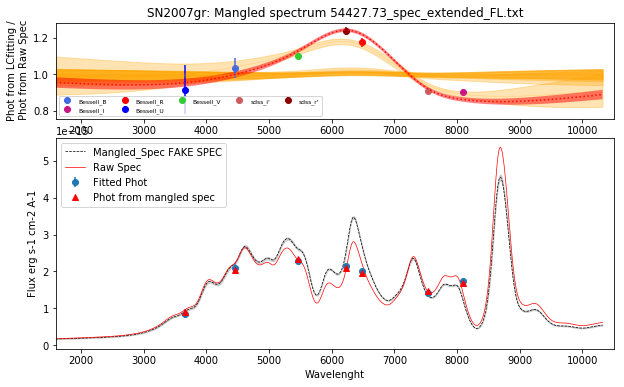 SN2007gr: Mangled spectrum 54427.73_spec_extended_FL.txt
Phot from LCfitting /
Phot from Raw Spec
1.2
1.0
0.8
Bessell_B
Bessell_R
Bessell_V
sdss_i'
sdss_r'
Bessell_I
Bessell_U
2000 3000 4000 5000 6000 7000 8000 9000 10000
Flux erg s-1 cm-2 A-1
5
4
3
2
1
0
Mangled_Spec FAKE SPEC
Raw Spec
Fitted Phot
Phot from mangled spec
2000 3000 4000 5000 6000 7000 8000 9000 10000
Wavelenght